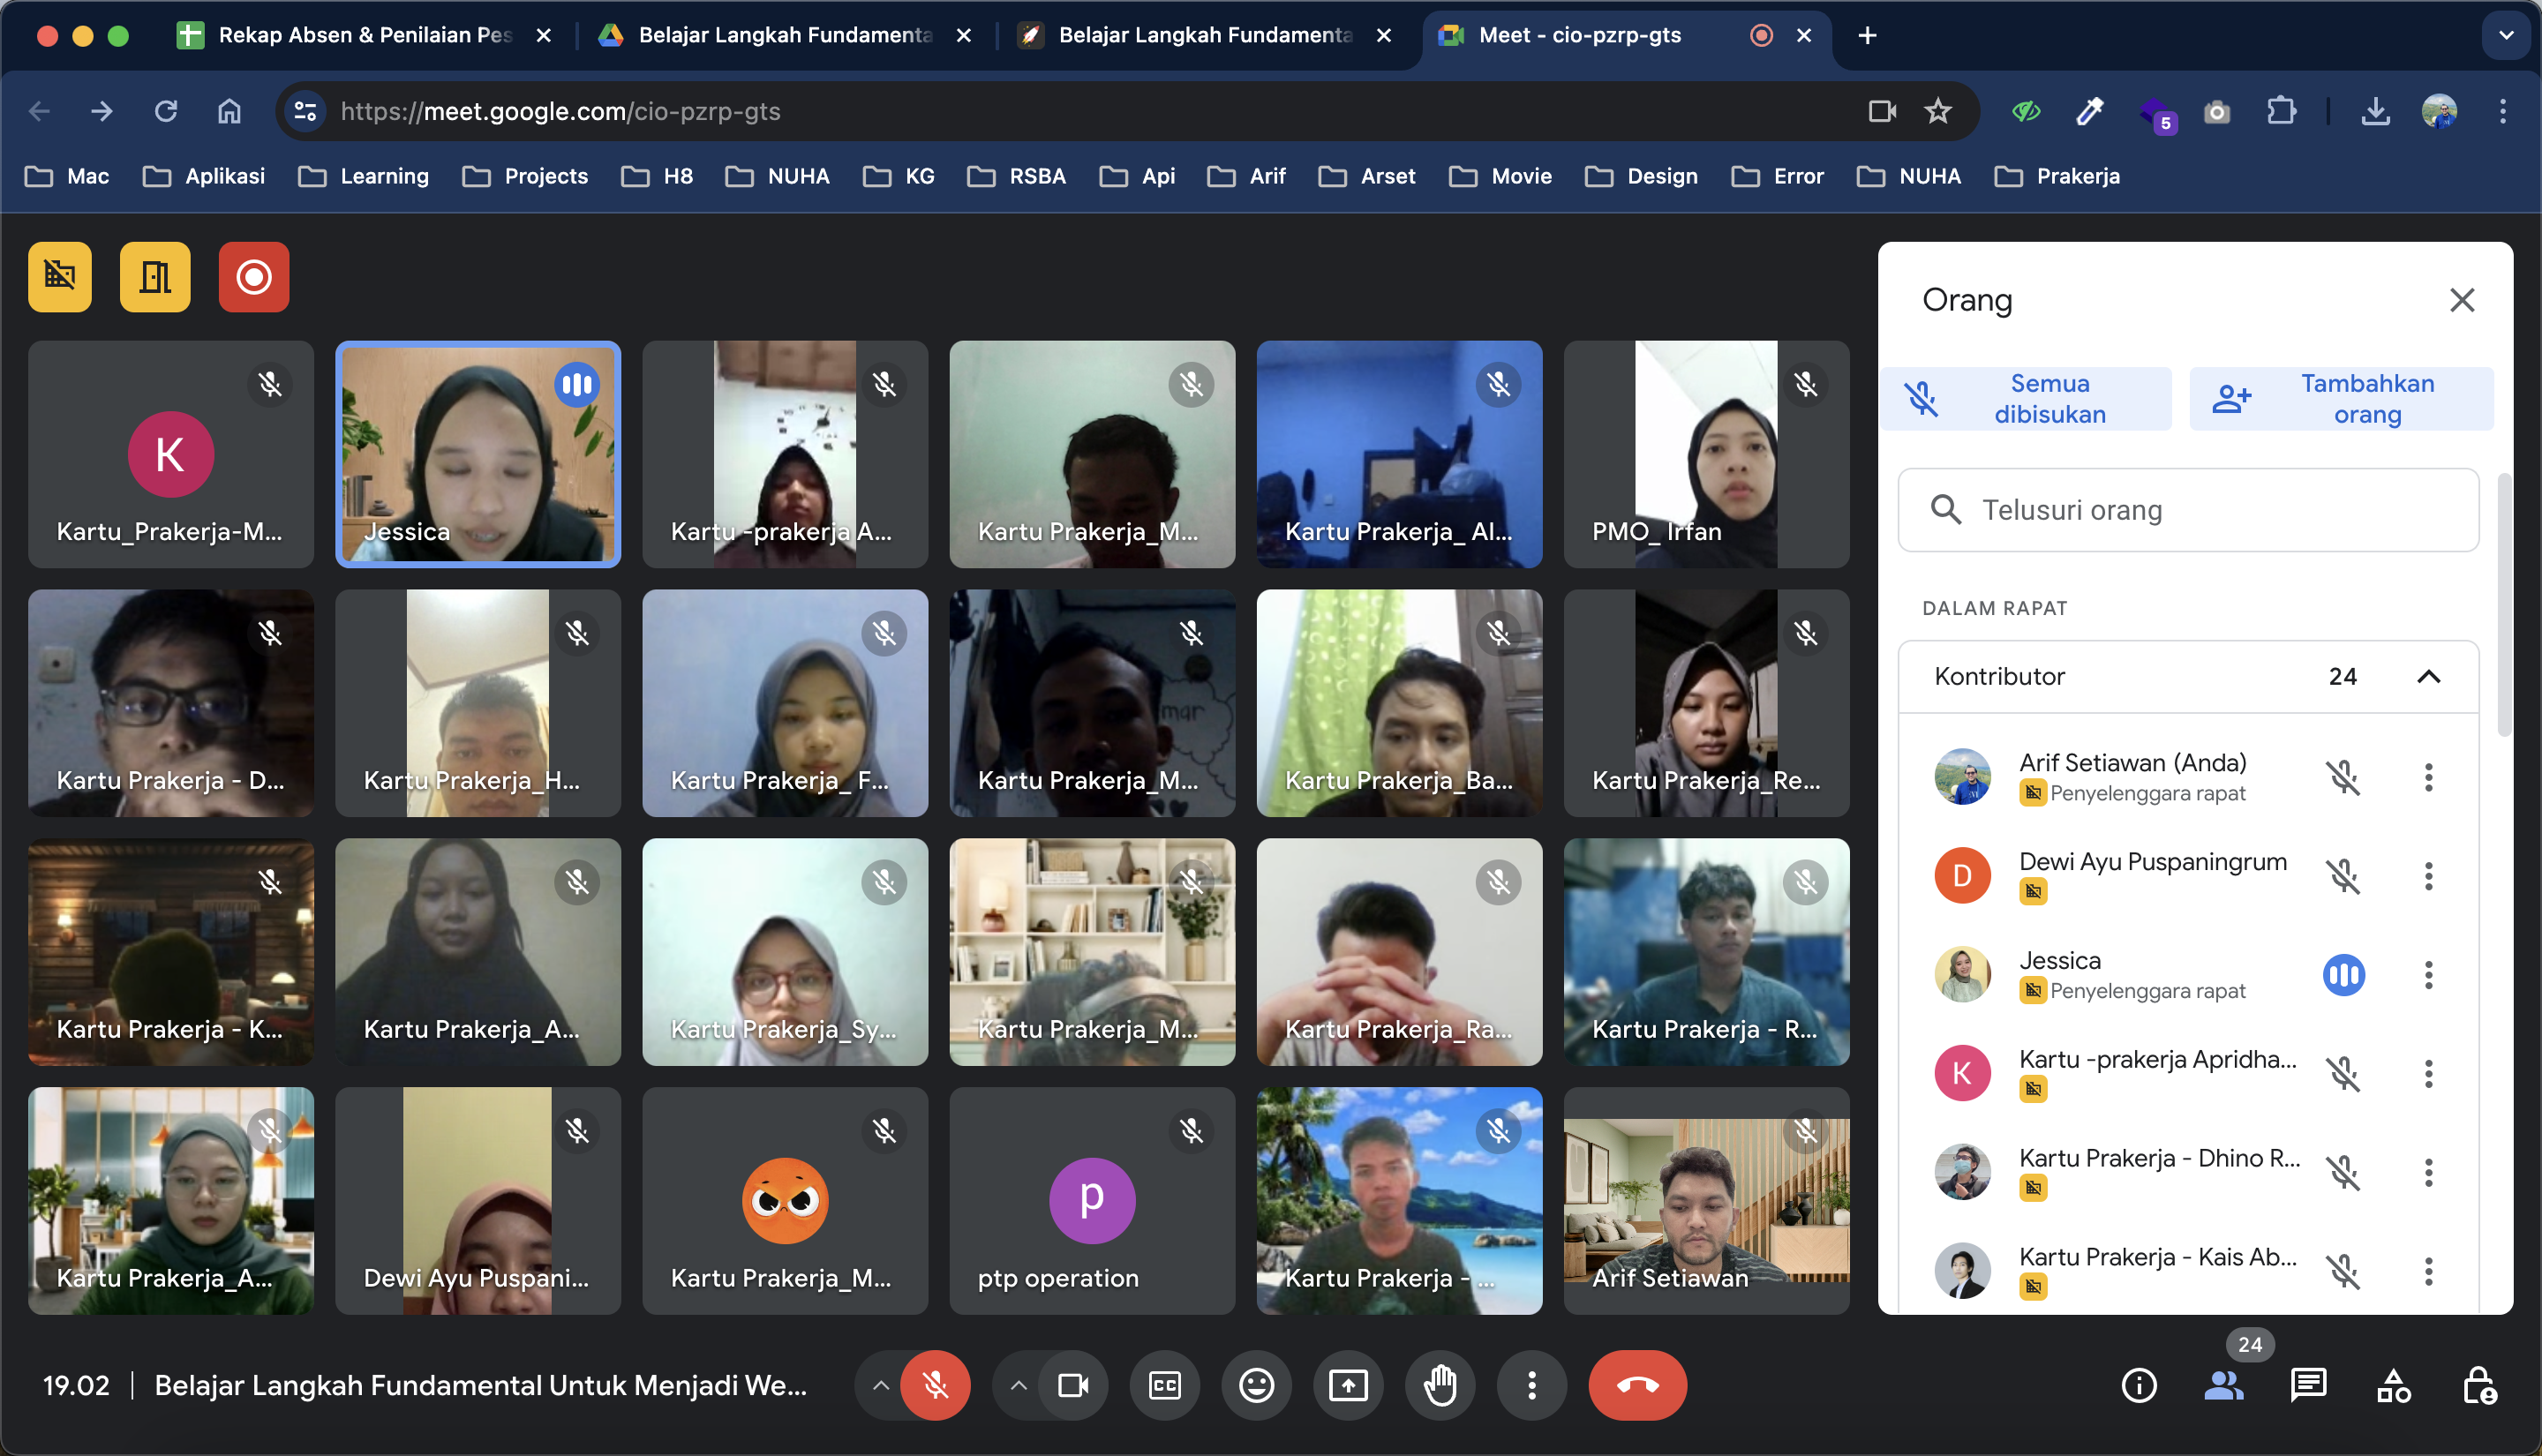 Rekap Absen & Penilaian Pes
Belajar Langkah Fundamenta
Belajar Langkah Fundamenta
Meet - cio-pzrp-gts
https://meet.google.com/cio-pzrp-gts
5
Mac
Aplikasi
Learning
Projects
H8
NUHA
KG
RSBA
Api
Arif
Arset
Movie
Design
Error
NUHA
Prakerja
K
Kartu_Prakerja-M...
Jessica
Kartu -prakerja A...
Kartu Prakerja_M...
Kartu Prakerja_ Al...
PMO_ Irfan
Kartu Prakerja - D...
Kartu Prakerja_H...
Kartu Prakerja_ F...
mar
Kartu Prakerja_M...
Kartu Prakerja_Ba...
Kartu Prakerja_Re...
Kartu Prakerja - K...
Kartu Prakerja_A...
Kartu Prakerja_Sy...
Kartu Prakerja_M...
Kartu Prakerja_Ra...
Kartu Prakerja - R...
Kartu Prakerja_A...
Dewi Ayu Puspani...
Kartu Prakerja_M...
p
ptp operation
Kartu Prakerja - ...
Arif Setiawan
Orang
Semua
dibisukan
Tambahkan
orang
Telusuri orang
DALAM RAPAT
Kontributor
24
Arif Setiawan (Anda)
Penyelenggara rapat
D
Dewi Ayu Puspaningrum
Jessica
Penyelenggara rapat
K
Kartu -prakerja Apridha...
Kartu Prakerja - Dhino R...
Kartu Prakerja - Kais Ab...
19.02
Belajar Langkah Fundamental Untuk Menjadi We...
CC
24